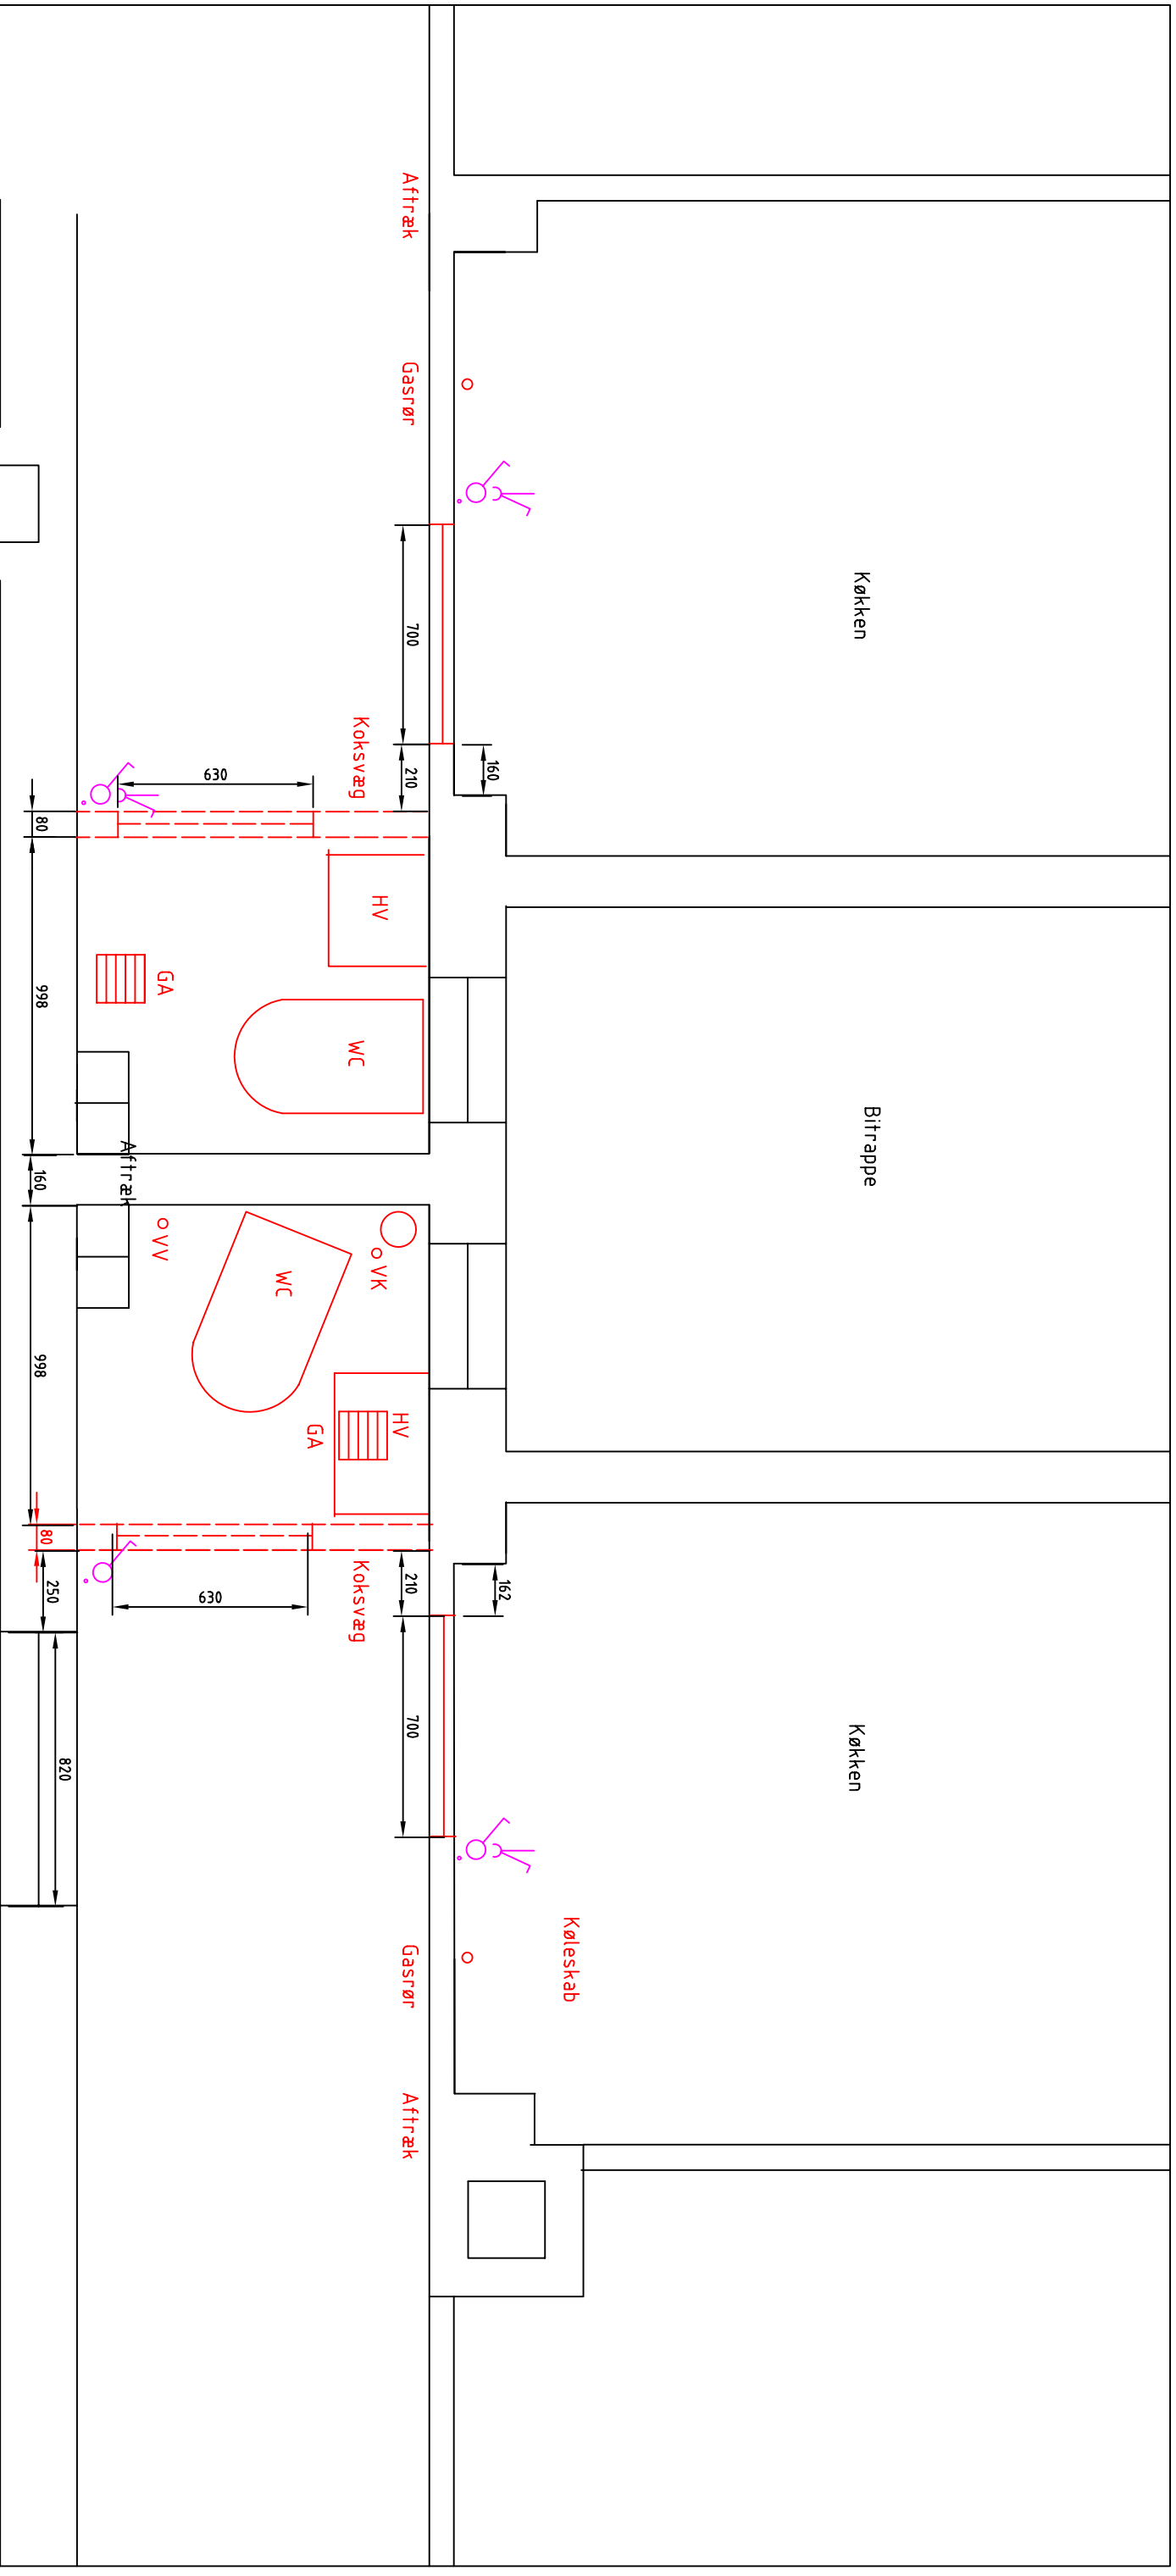 Aftræk
Gasrør
Køkken
700
Koksvæg
210
160
630
80
HV
GA
998
WC
Aftræk
Bitrappe
160
VV
VK
WC
998
HV
GA
80
250
630
Koksvæg
210
162
700
820
Køkken
Køleskab
Gasrør
Aftræk